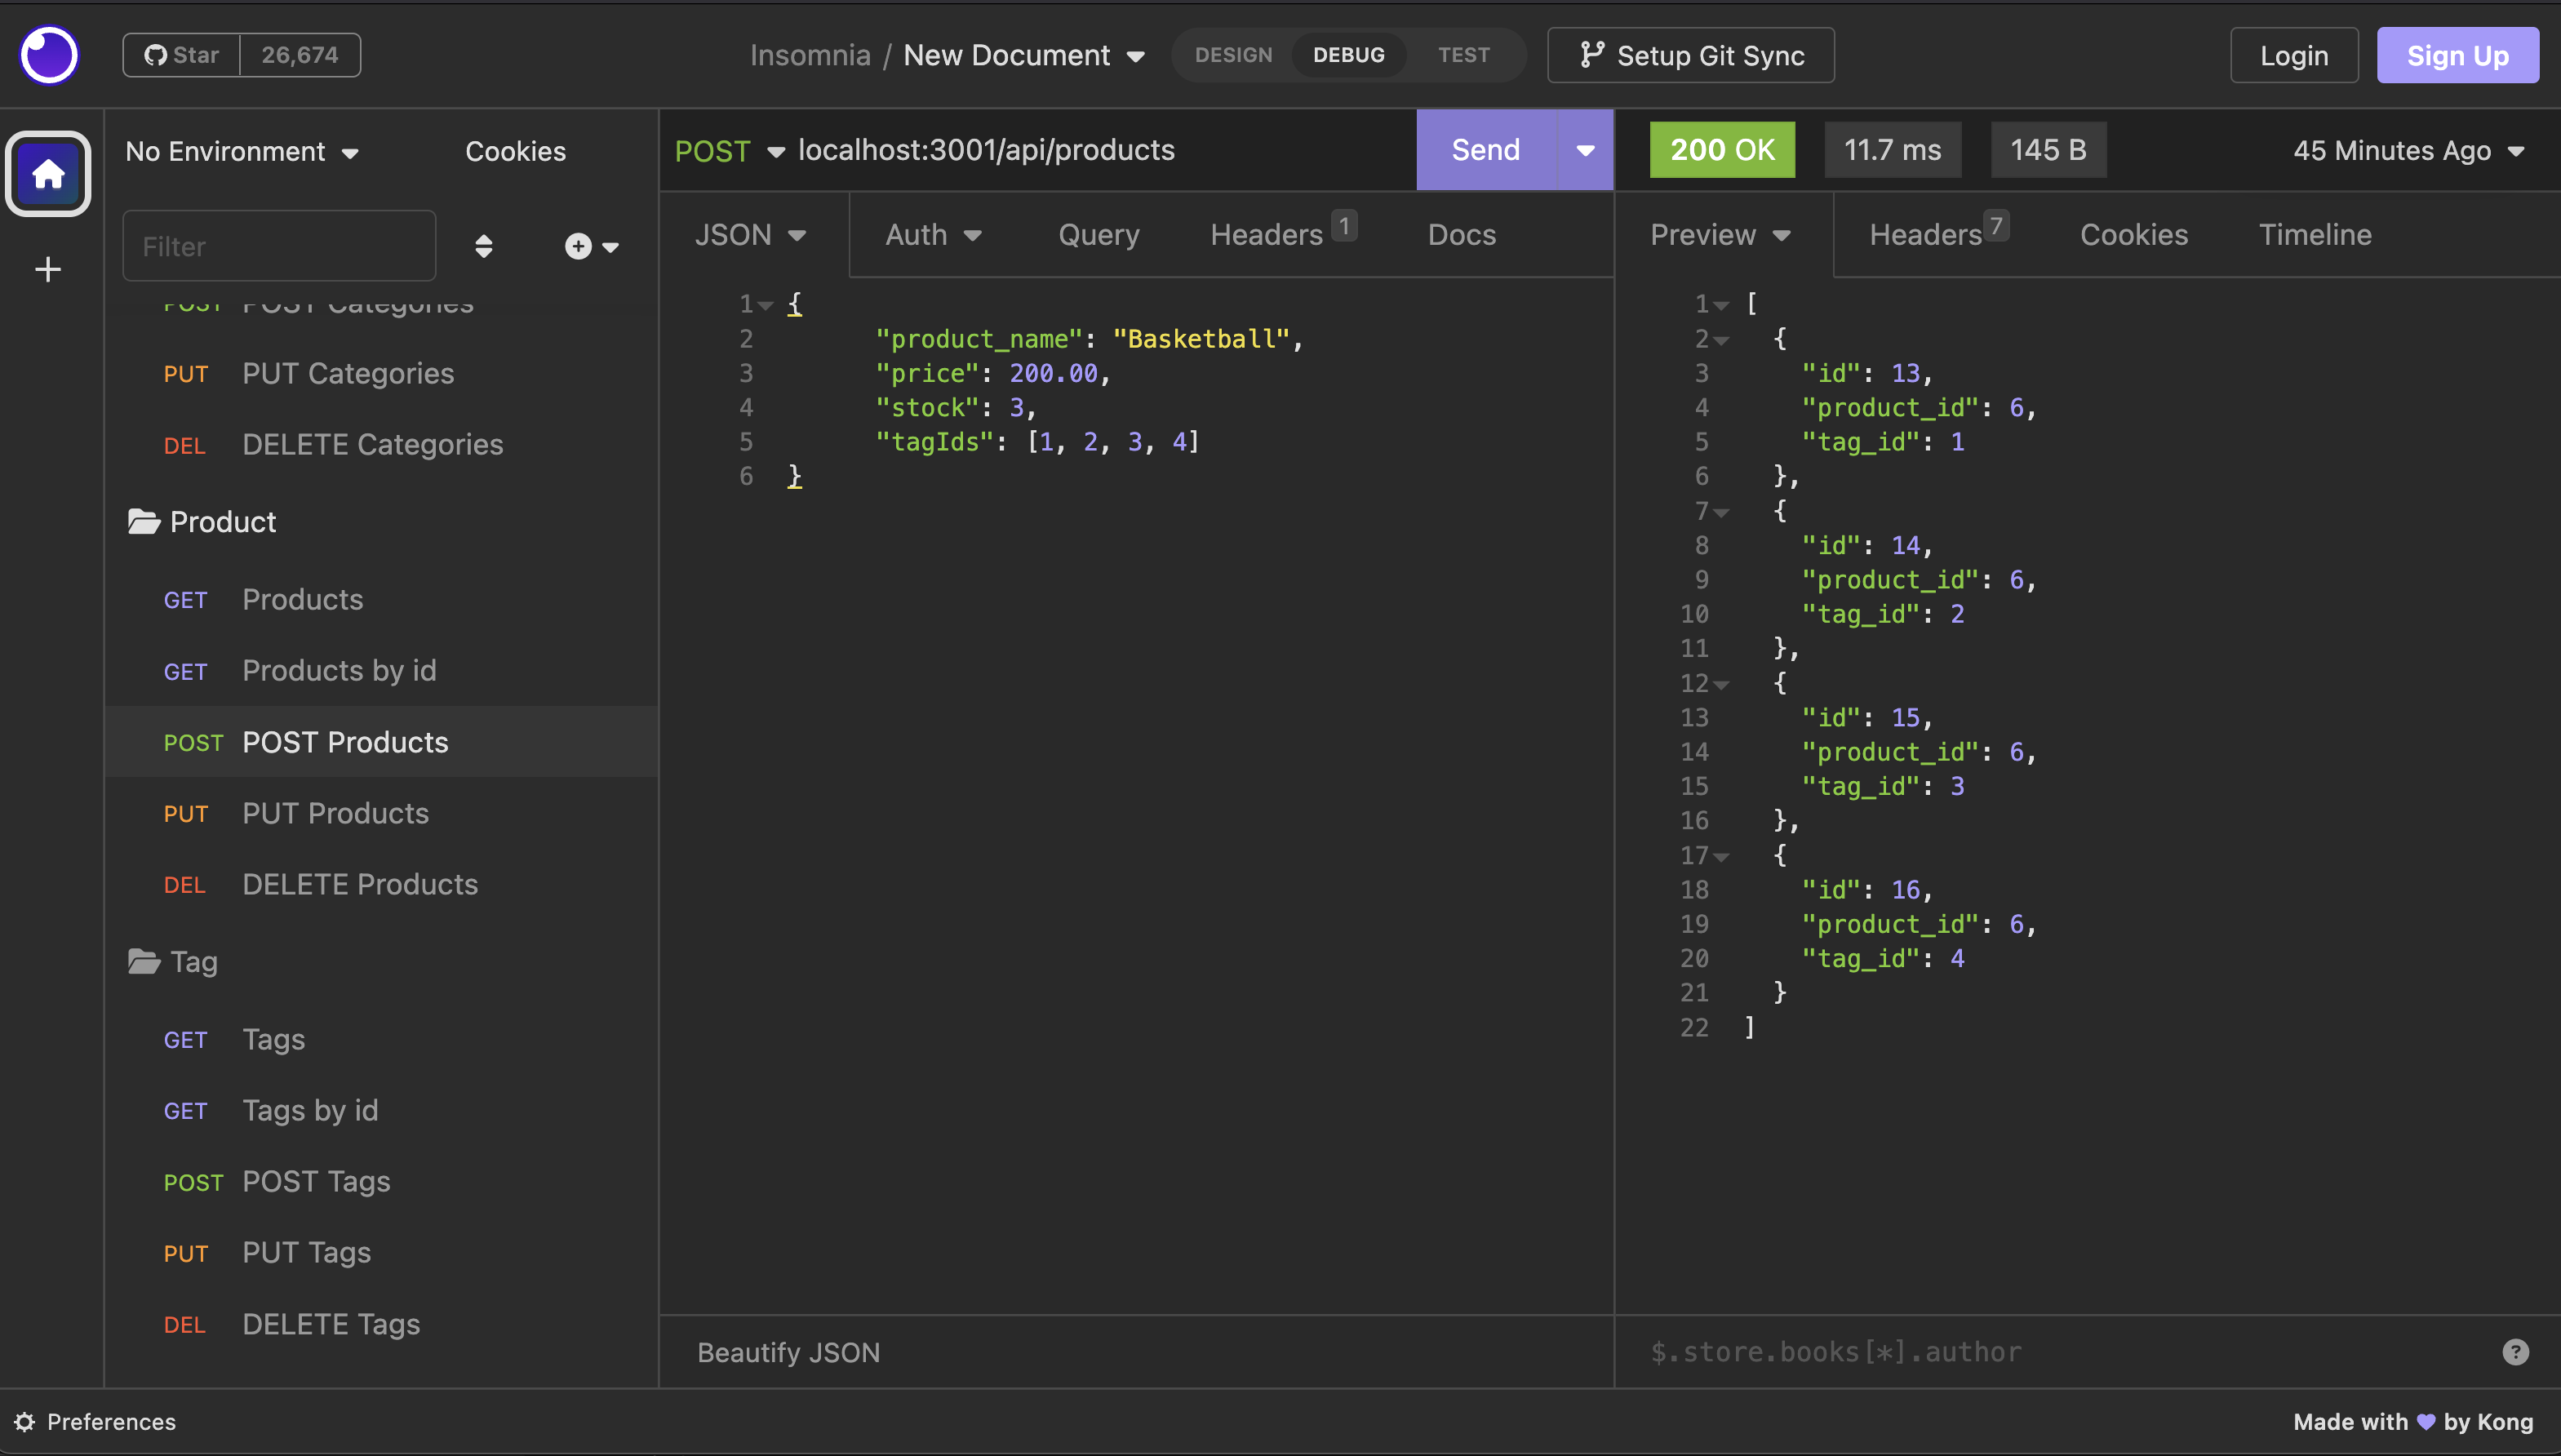 Star 26,674 Insomnia / New Document DESIGN DEBUG TEST Setup Git Sync Login Sign Up
No Environment Cookies
Filter
POST POST Categories
PUT PUT Categories
DEL DELETE Categories
Product
GET Products
GET Products by id
POST POST Products
PUT PUT Products
DEL DELETE Products
Tag
GET Tags
GET Tags by id
POST POST Tags
PUT PUT Tags
DEL DELETE Tags
POST localhost:3001/api/products Send
JSON Auth Query Headers 1 Docs
1 {
2 "product_name": "Basketball",
3 "price": 200.00,
4 "stock": 3,
5 "tagIds": [1, 2, 3, 4]
6 }
Beautify JSON
200 OK 11.7 ms 145 B 45 Minutes Ago
Preview Headers 7 Cookies Timeline
1 [
2 {
3 "id": 13,
4 "product_id": 6,
5 "tag_id": 1
6 },
7 {
8 "id": 14,
9 "product_id": 6,
10 "tag_id": 2
11 },
12 {
13 "id": 15,
14 "product_id": 6,
15 "tag_id": 3
16 },
17 {
18 "id": 16,
19 "product_id": 6,
20 "tag_id": 4
21 }
22 ]
$.store.books[*].author
Preferences
Made with 💜 by Kong